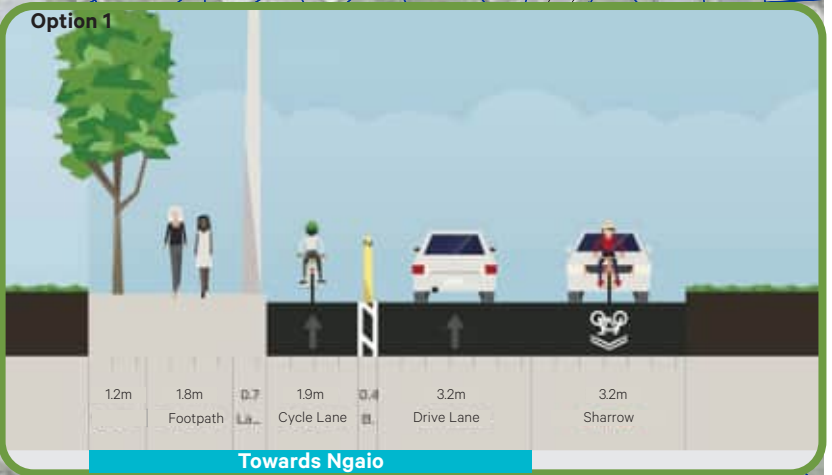 Option 1
1.2m 1.8m 0.7 1.9m 0.4 3.2m 3.2m
Footpath La... Cycle Lane B. Drive Lane Sharrow
Towards Ngaio